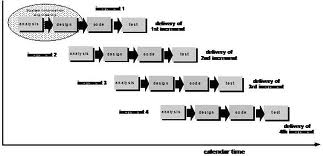 increment 1
analysis design code test
delivery of
1st increment
increment 2
analysis design code test
delivery of
2nd increment
increment 3
analysis design code test
delivery of
3rd increment
increment 4
analysis design code test
delivery of
4th increment
calendar time